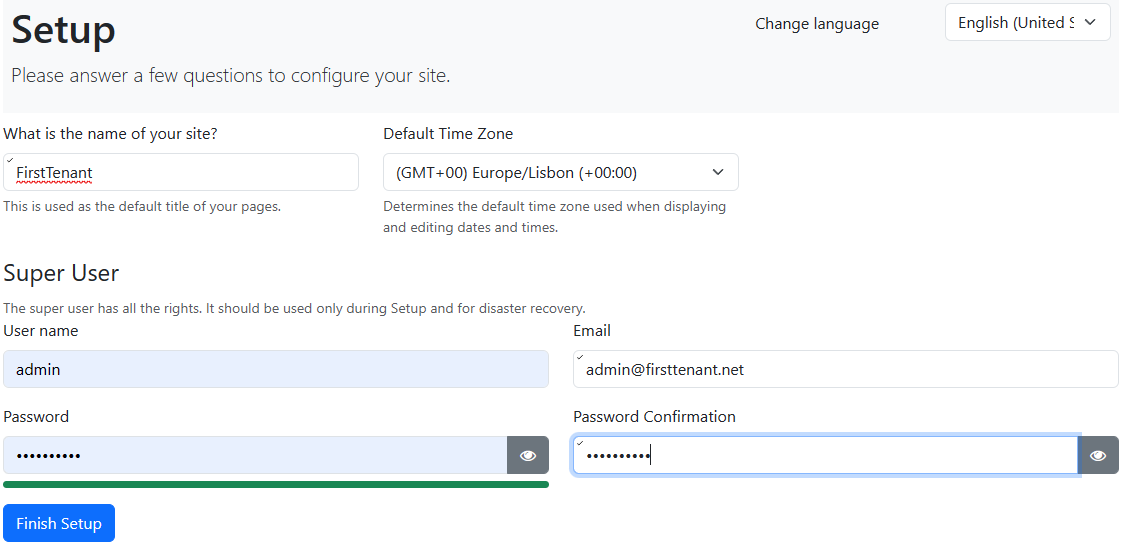 Setup
Change language
English (United S
Please answer a few questions to configure your site.
What is the name of your site?
Default Time Zone
FirstTenant
(GMT+00) Europe/Lisbon (+00:00)
This is used as the default title of your pages.
Determines the default time zone used when displaying
and editing dates and times.
Super User
The super user has all the rights. It should be used only during Setup and for disaster recovery.
User name
Email
admin
admin@firsttenant.net
Password
Password Confirmation
••••••••••
••••••••••
Finish Setup